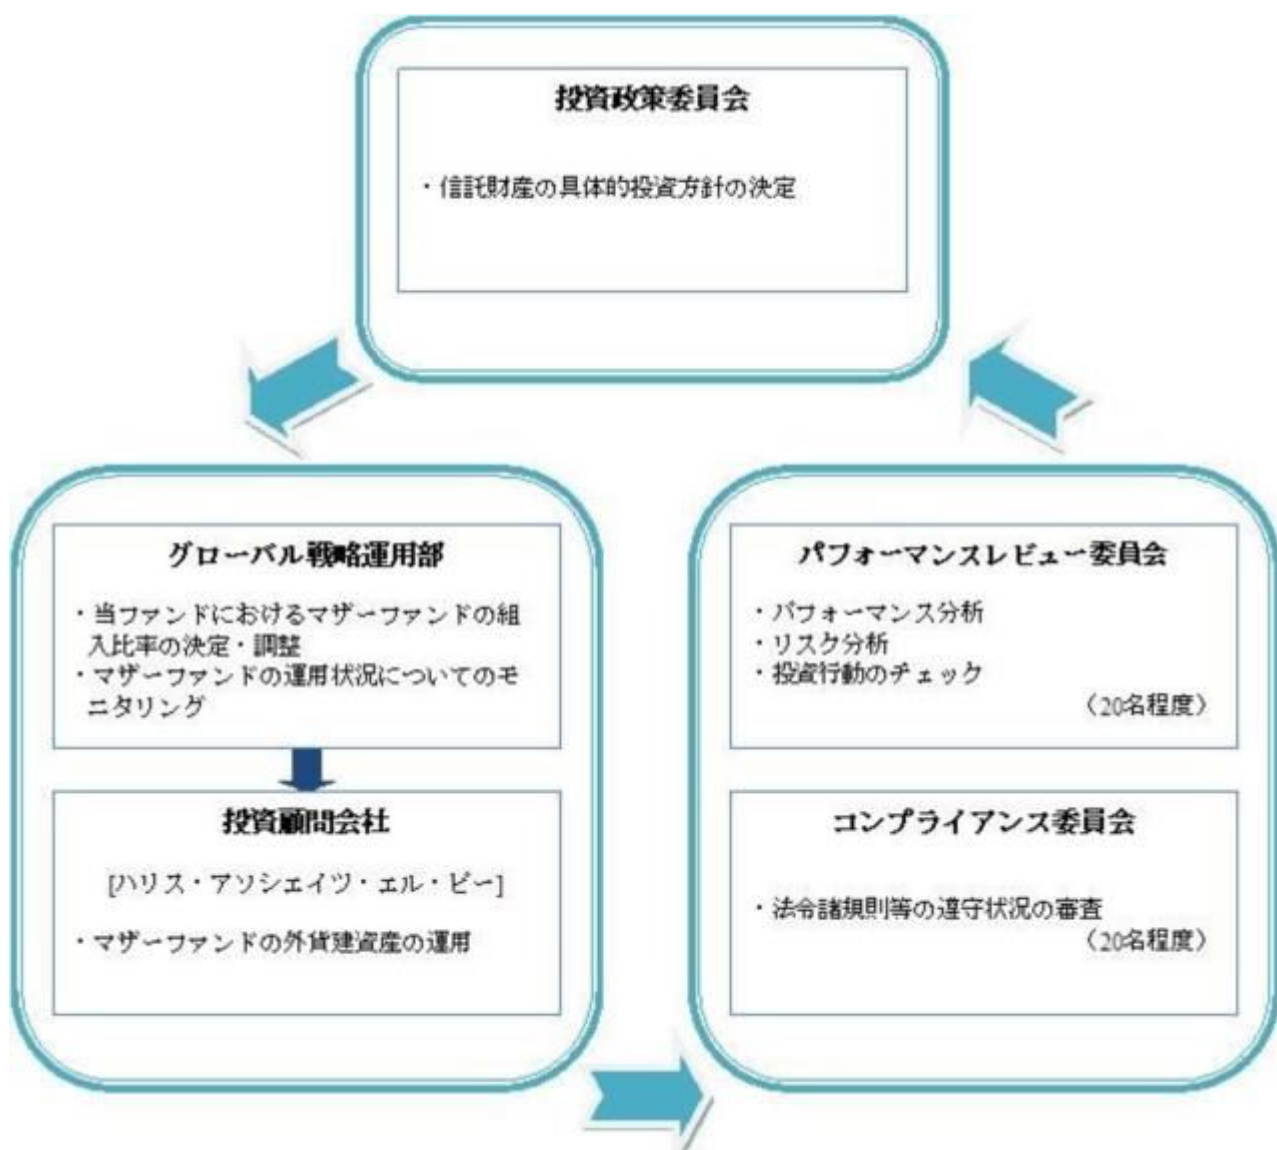 投資政策委員会
・信託財産の具体的投資方針の決定
グローバル戦略運用部
・当ファンドにおけるマザーファンドの組
入比率の決定・調整
・マザーファンドの運用状況についてのモ
ニタリング
投資顧問会社
[ハリス・アソシエイツ・エル・ピー]
・マザーファンドの外貨建資産の運用
パフォーマンスレビュー委員会
・パフォーマンス分析
・リスク分析
・投資行動のチェック
（20名程度）
コンプライアンス委員会
・法令諸規則等の遵守状況の審査
（20名程度）